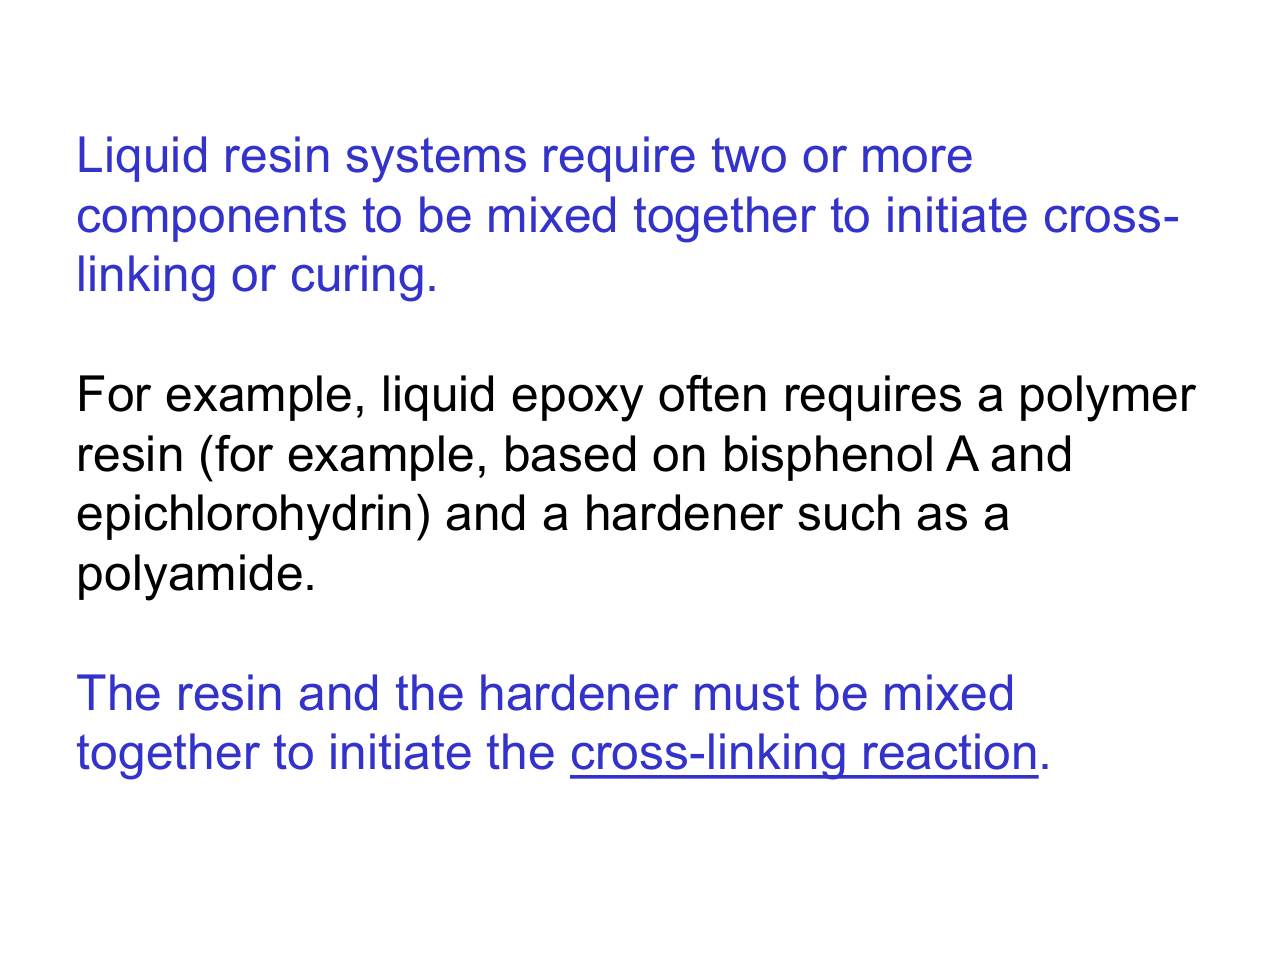 Liquid resin systems require two or more
components to be mixed together to initiate cross-
linking or curing.
For example, liquid epoxy often requires a polymer
resin (for example, based on bisphenol A and
epichlorohydrin) and a hardener such as a
polyamide.
The resin and the hardener must be mixed
together to initiate the cross-linking reaction.